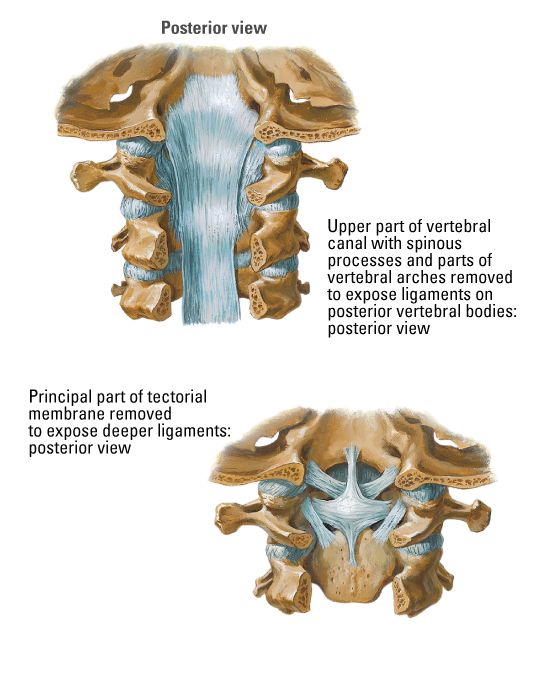 Posterior view
Upper part of vertebral
canal with spinous
processes and parts of
vertebral arches removed
to expose ligaments on
posterior vertebral bodies:
posterior view
Principal part of tectorial
membrane removed
to expose deeper ligaments:
posterior view